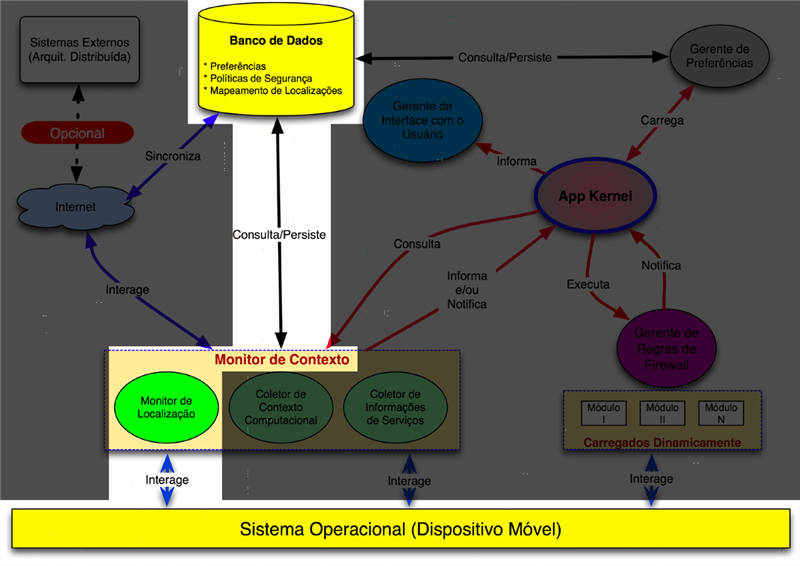 Sistemas Externos
(Arquit. Distribuída)
Banco de Dados
* Preferências
* Políticas de Segurança
* Mapeamento de Localizações
Consulta/Persiste
Gerente de
Preferências
Opcional
Gerente de
Interface com o
Usuário
Carrega
Sincroniza
Informa
Internet
App Kernel
Consulta/Persiste
Consulta
Interage
Informa
e/ou
Notifica
Executa
Notifica
Gerente de
Regras de
Firewall
Monitor de Contexto
Monitor de
Localização
Coletor de
Contexto
Computacional
Coletor de
Informações
de Serviços
Módulo
I
Módulo
II
Módulo
N
Carregados Dinamicamente
Interage
Interage
Interage
Sistema Operacional (Dispositivo Móvel)